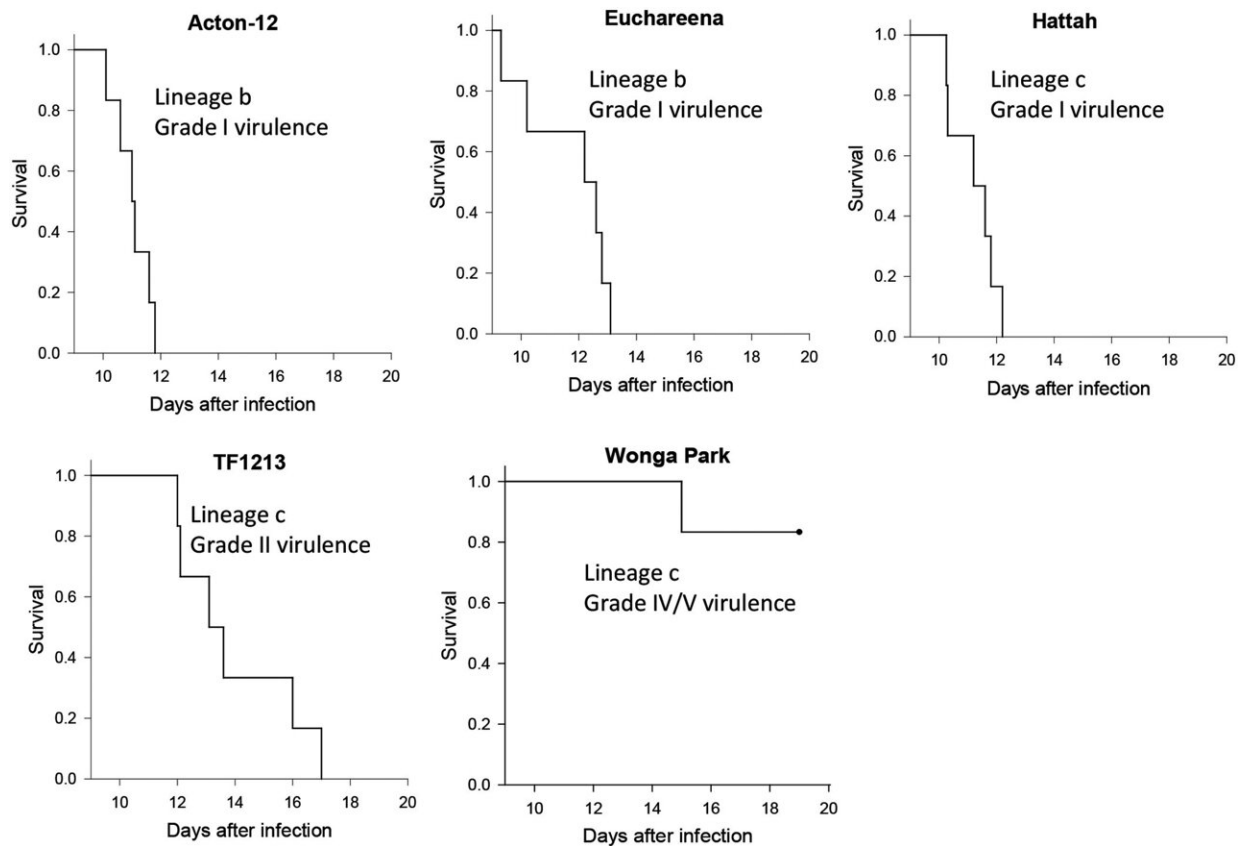 Acton-12
Lineage b
Grade I virulence
1.0
0.8
0.6
0.4
0.2
0.0
Survival
10 12 14 16 18 20
Days after infection
Euchareena
Lineage b
Grade I virulence
1.0
0.8
0.6
0.4
0.2
0.0
Survival
10 12 14 16 18 20
Days after infection
Hattah
Lineage c
Grade I virulence
1.0
0.8
0.6
0.4
0.2
0.0
Survival
10 12 14 16 18 20
Days after infection
TF1213
Lineage c
Grade II virulence
1.0
0.8
0.6
0.4
0.2
0.0
Survival
10 12 14 16 18 20
Days after infection
Wonga Park
Lineage c
Grade IV/V virulence
1.0
0.8
0.6
0.4
0.2
0.0
Survival
10 12 14 16 18 20
Days after infection